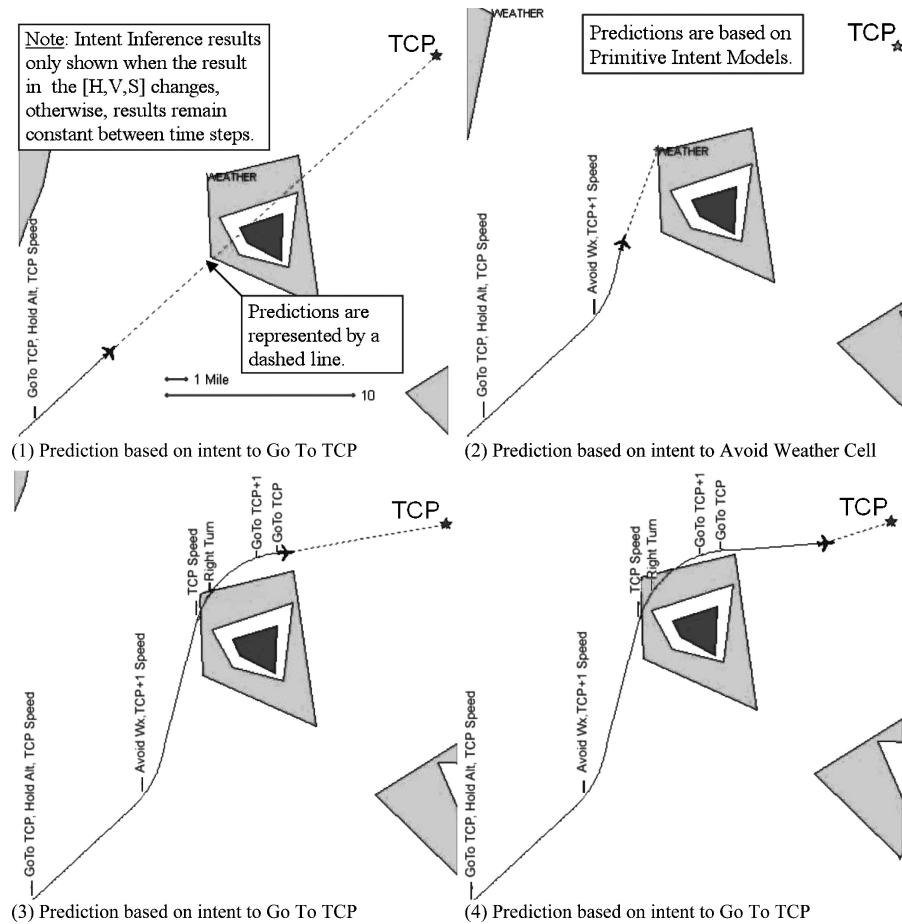 Note: Intent Inference results
only shown when the result
in the [H,V,S] changes,
otherwise, results remain
constant between time steps.
TCP
WEATHER
GoTo TCP, Hold Alt, TCP Speed
Predictions are
represented by a
dashed line.
1 Mile
10
(1) Prediction based on intent to Go To TCP
WEATHER
Predictions are based on
Primitive Intent Models.
TCP
WEATHER
Avoid Wx,TCP+1 Speed
GoTo TCP, Hold Alt, TCP Speed
(2) Prediction based on intent to Avoid Weather Cell
TCP
GoTo TCP+1
GoTo TCP
TCP Speed
Right Turn
Avoid Wx,TCP+1 Speed
GoTo TCP, Hold Alt, TCP Speed
(3) Prediction based on intent to Go To TCP
TCP
GoTo TCP+1
GoTo TCP
TCP Speed
Right Turn
Avoid Wx,TCP+1 Speed
GoTo TCP, Hold Alt, TCP Speed
(4) Prediction based on intent to Go To TCP